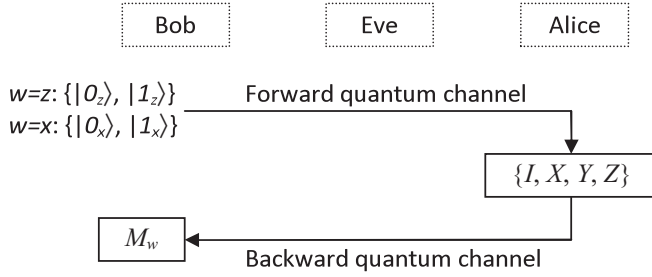 Bob
Eve
Alice
w=z: {|0z⟩, |1z⟩}
w=x: {|0x⟩, |1x⟩}
Forward quantum channel
{I, X, Y, Z}
Mw
Backward quantum channel